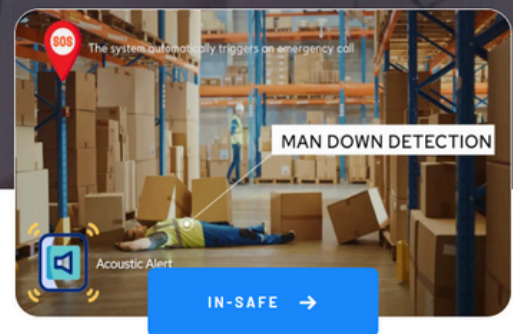 SOS
The system automatically triggers an emergency call
MAN DOWN DETECTION
Acoustic Alert
IN-SAFE